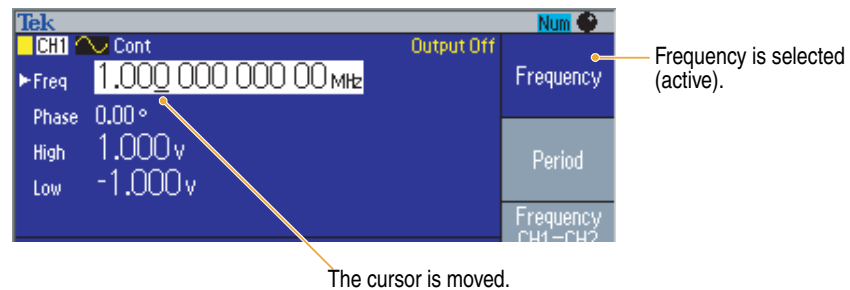 Tek
Num
CH1 Cont
Output Off
Freq 1.000 000 000 00 MHz
Phase 0.00 °
High 1.000 v
Low -1.000 v
Frequency
Period
Frequency
CH1-CH2
Frequency is selected
(active).
The cursor is moved.